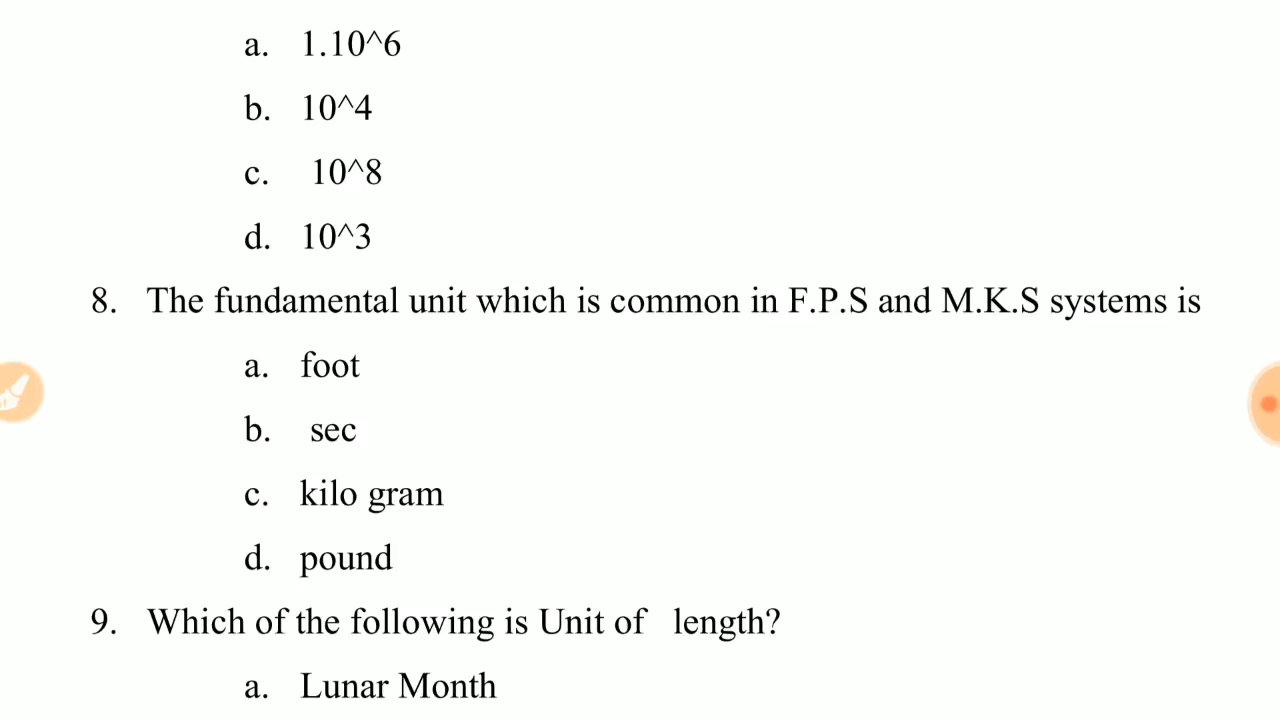 a. 1.10^6
b. 10^4
c. 10^8
d. 10^3
8. The fundamental unit which is common in F.P.S and M.K.S systems is
a. foot
b. sec
c. kilo gram
d. pound
9. Which of the following is Unit of length?
a. Lunar Month